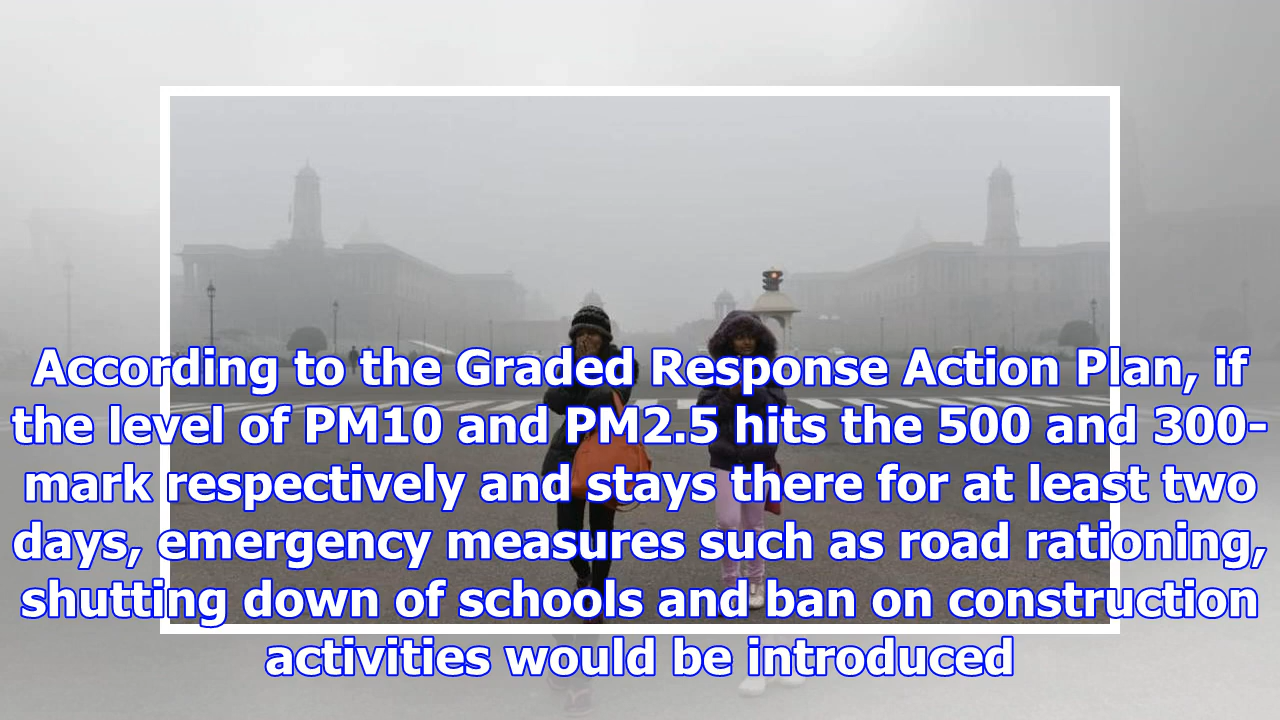 According to the Graded Response Action Plan, if
the level of PM10 and PM2.5 hits the 500 and 300-
mark respectively and stays there for at least two
days, emergency measures such as road rationing,
shutting down of schools and ban on construction
activities would be introduced